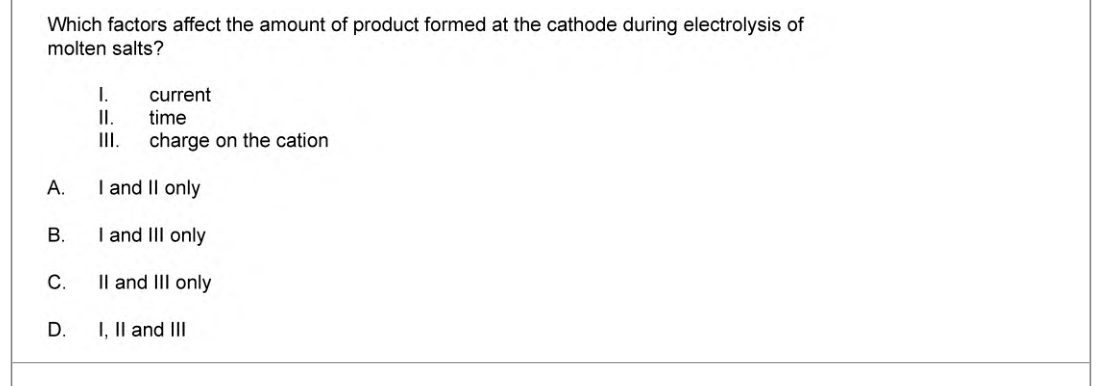 Which factors affect the amount of product formed at the cathode during electrolysis of
molten salts?
I. current
II. time
III. charge on the cation
A. I and II only
B. I and III only
C. II and III only
D. I, II and III